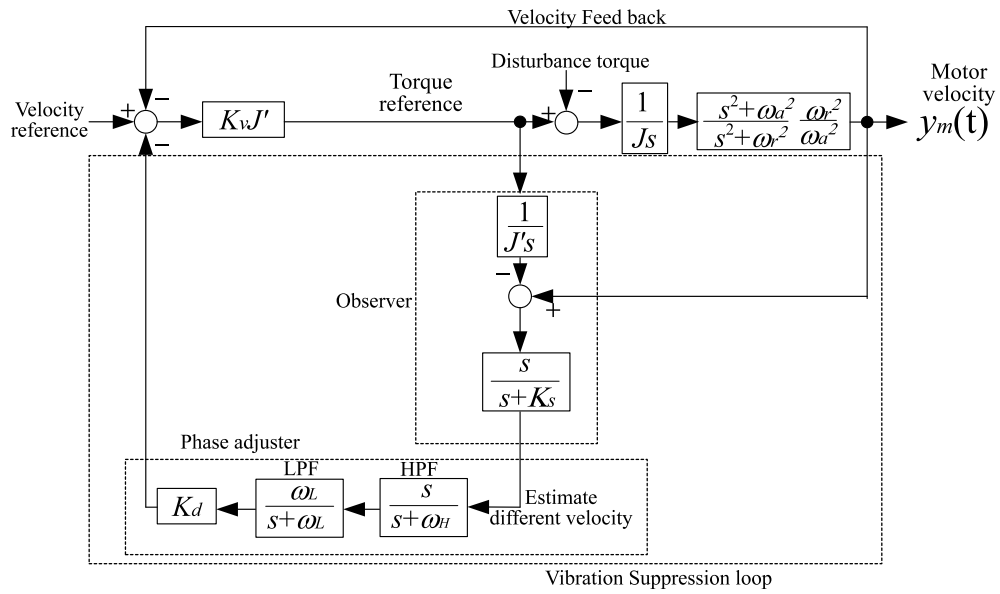 Velocity Feed back
Disturbance torque
Velocity
reference
+
−
−
KvJ'
Torque
reference
+
−
1
Js
s²+ωa² ωr²
s²+ωr² ωa²
Motor
velocity
ym(t)
1
J's
−
+
Observer
s
s+Ks
Phase adjuster
LPF
HPF
Kd
ωL
s+ωL
s
s+ωH
Estimate
different velocity
Vibration Suppression loop